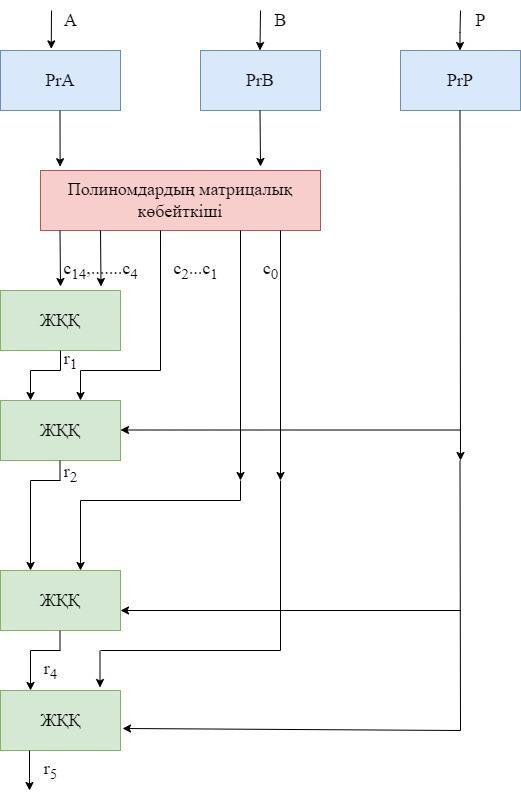 A B P
PrA PrB PrP
Полиномдардың матрицалық
көбейткіші
c14,.......c4 c2...c1 c0
ЖҚҚ
r1
ЖҚҚ
r2
ЖҚҚ
r4
ЖҚҚ
r5